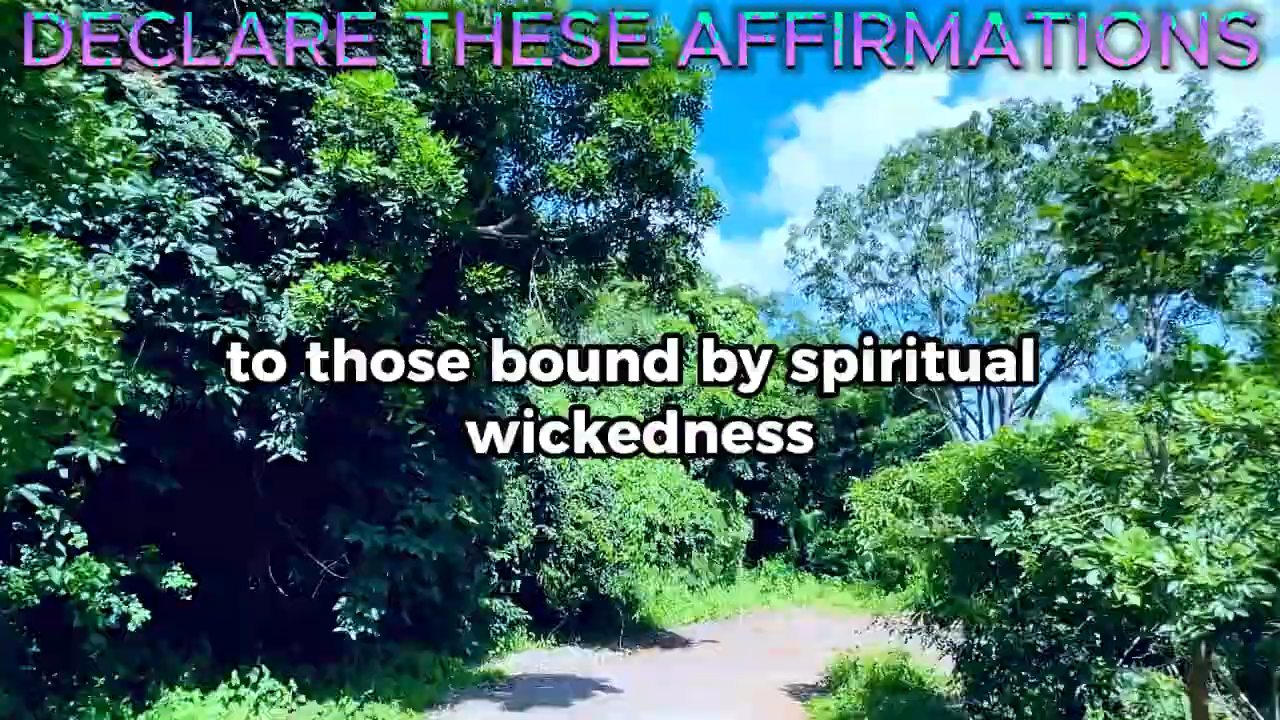 DECLARE THESE AFFIRMATIONS
to those bound by spiritual
wickedness